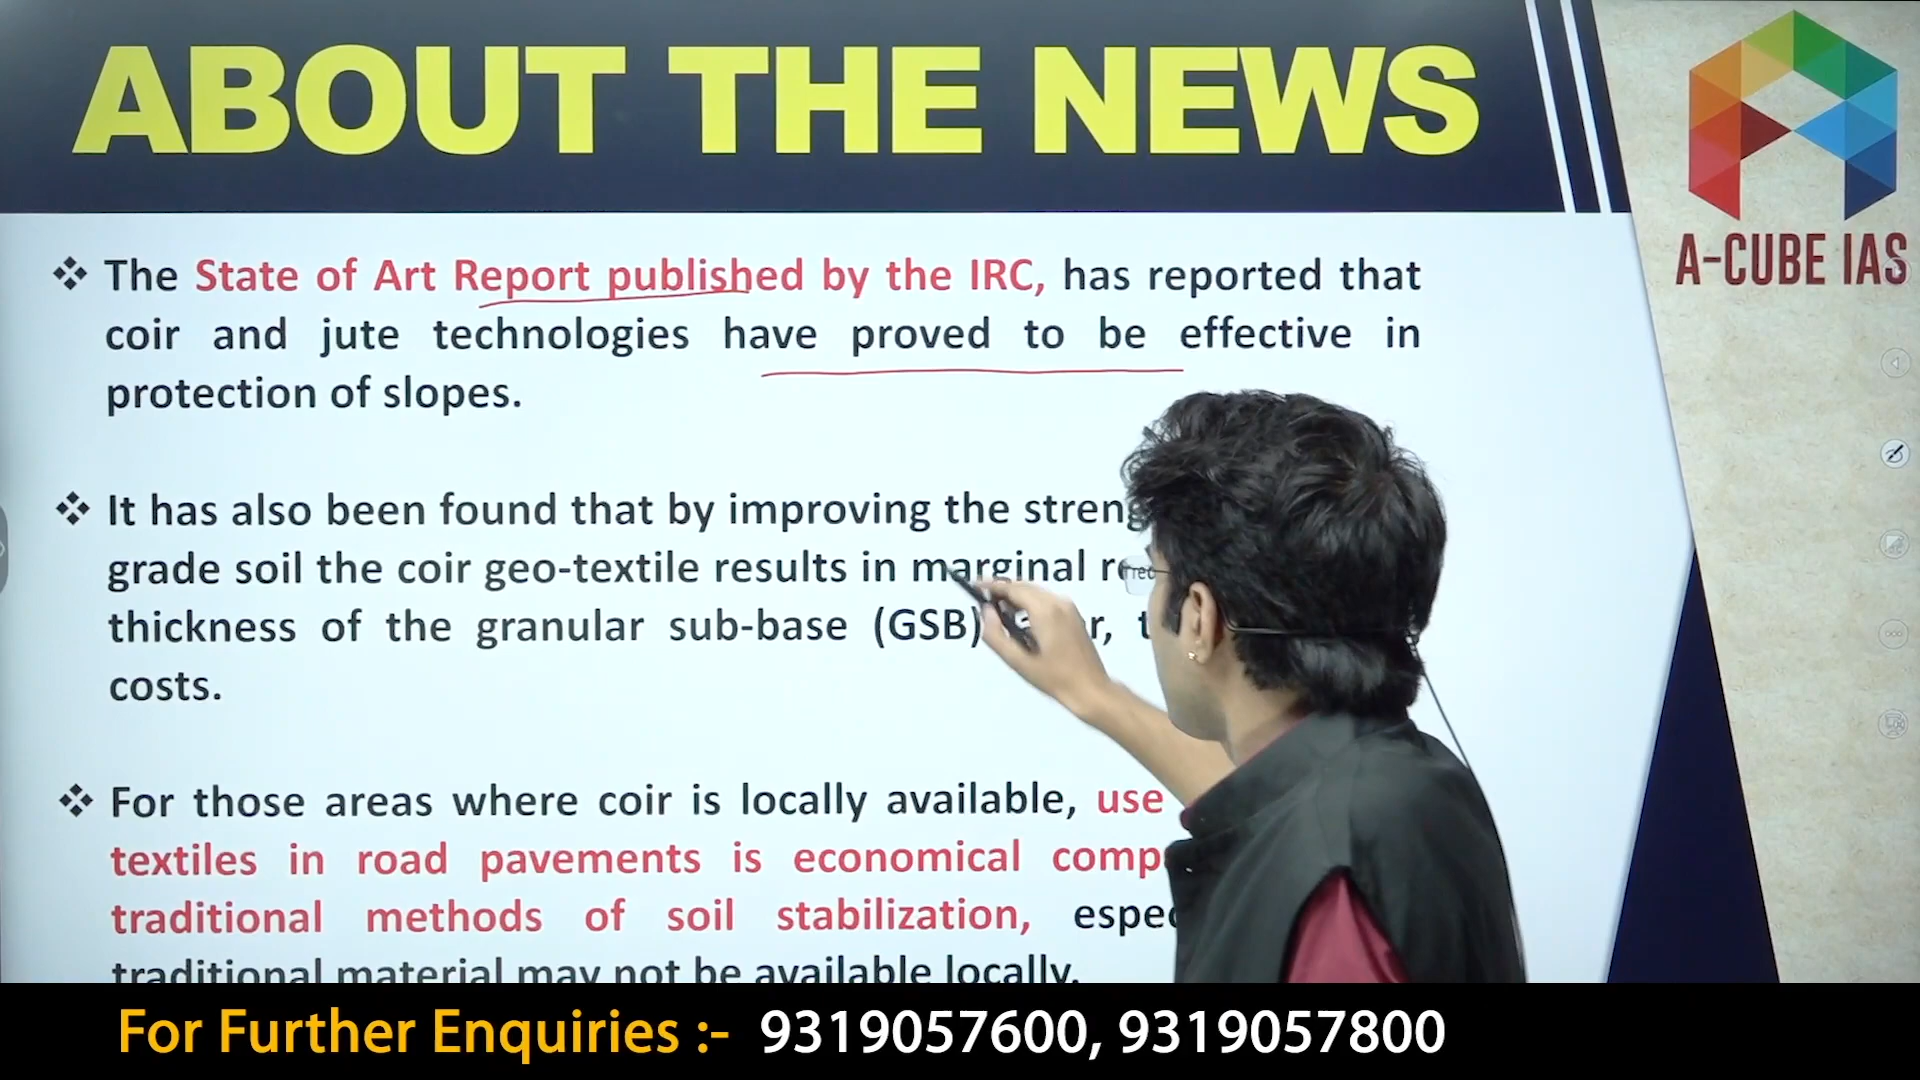 ABOUT THE NEWS
A-CUBE IAS
❖ The State of Art Report published by the IRC, has reported that
coir and jute technologies have proved to be effective in
protection of slopes.
❖ It has also been found that by improving the
grade soil the coir geo-textile results in marginal
thickness of the granular sub-base (GSB)
costs.
❖ For those areas where coir is locally available, use
textiles in road pavements is economical
traditional methods of soil stabilization,
traditional material may not be available locally.
For Further Enquiries :- 9319057600, 9319057800